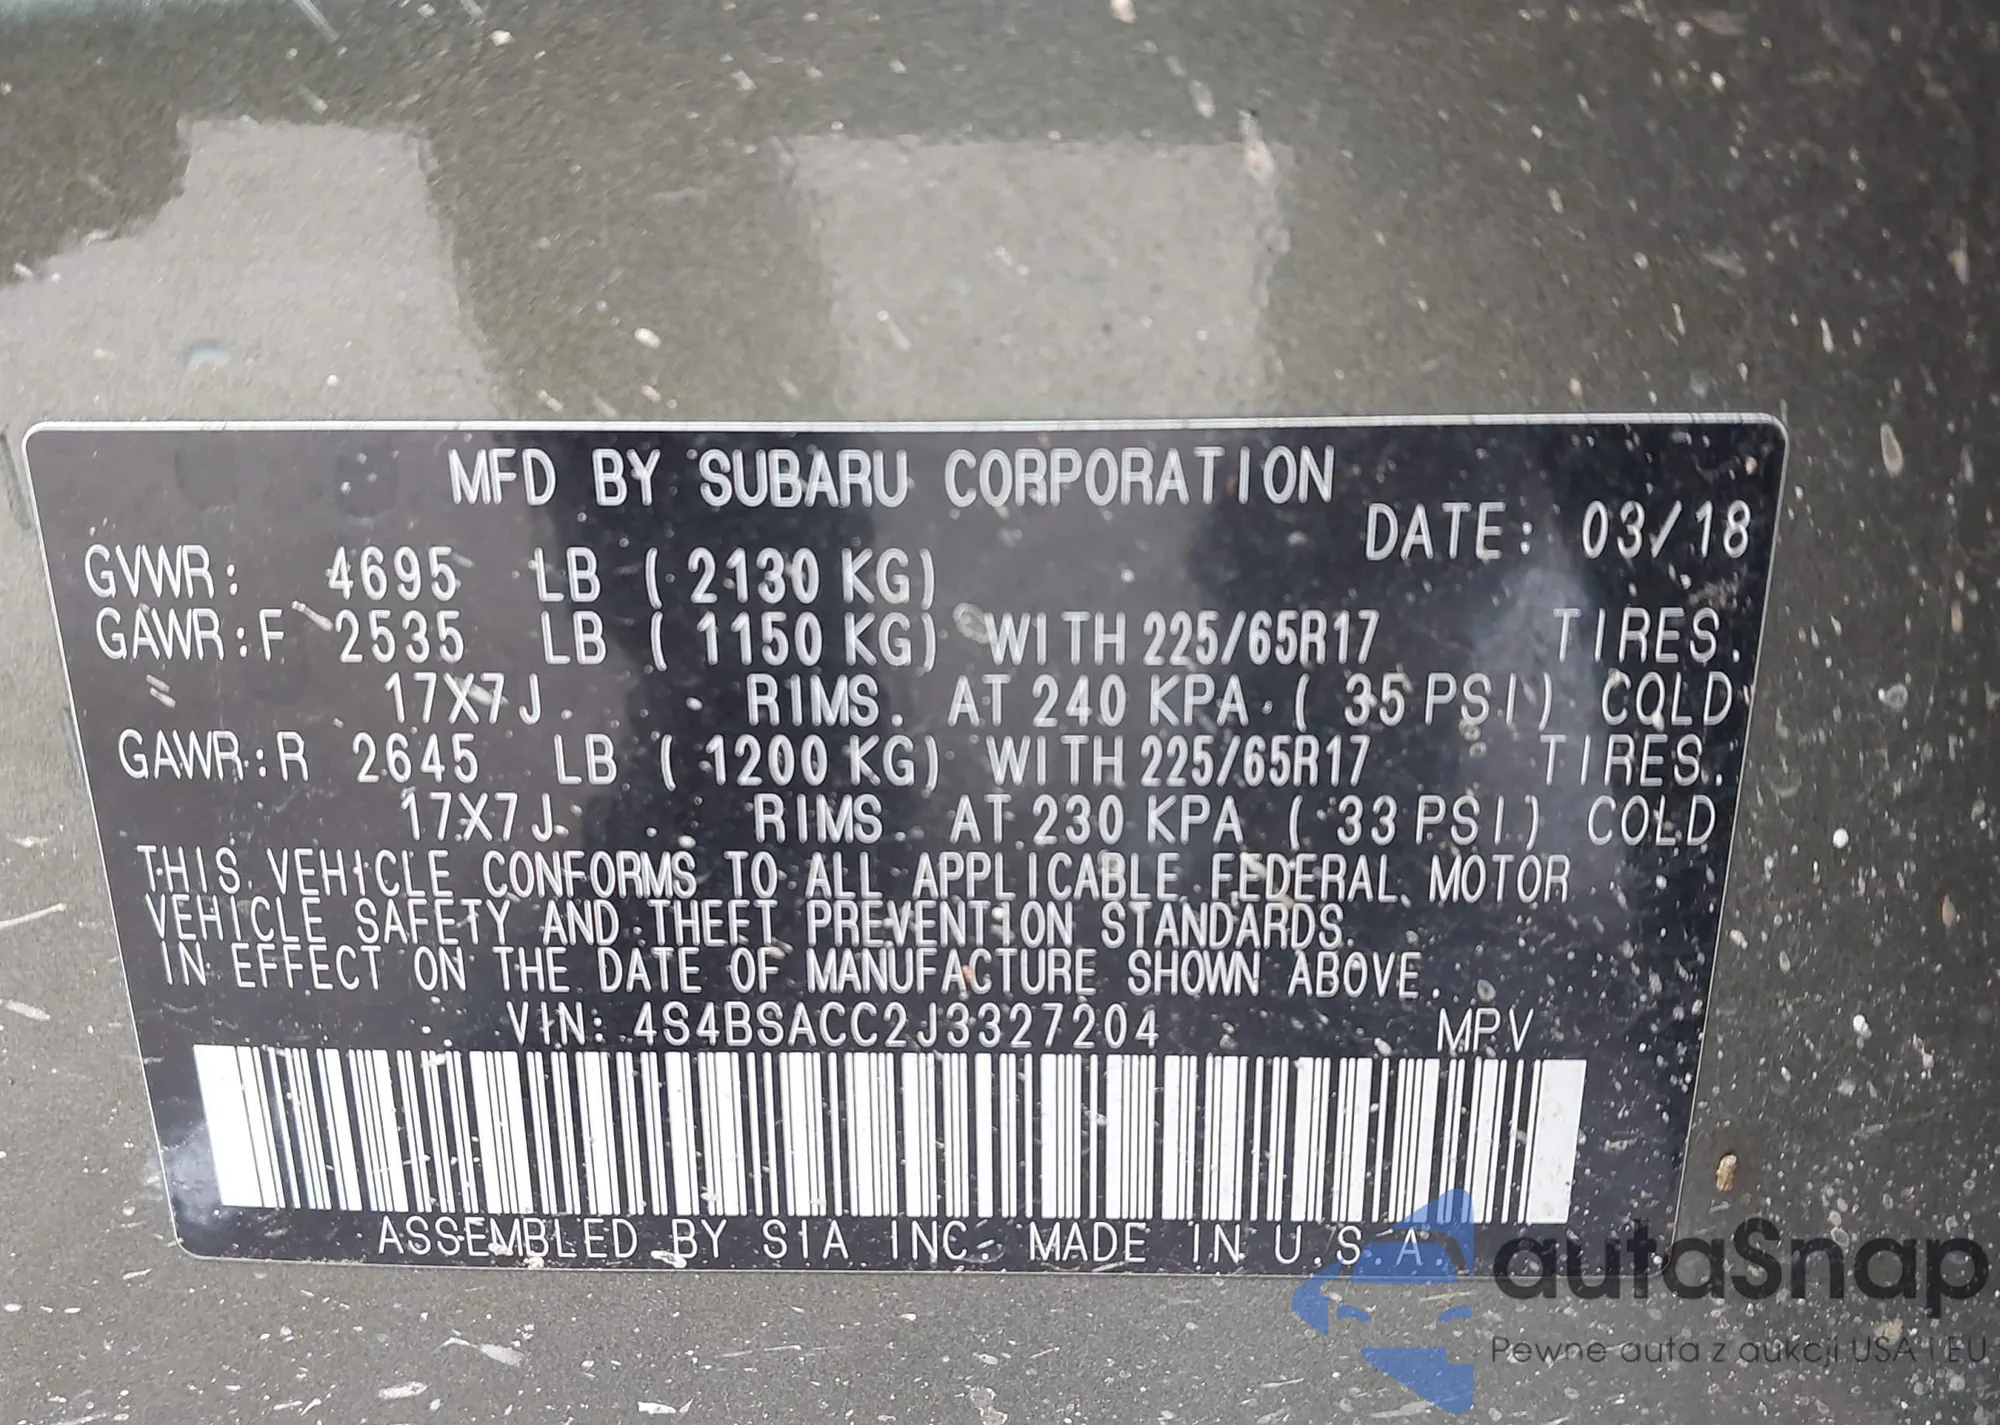 MFD BY SUBARU CORPORATION
DATE: 03/18
GVWR: 4695 LB ( 2130 KG)
GAWR:F 2535 LB ( 1150 KG) WITH 225/65R17 TIRES.
17X7J RIMS. AT 240 KPA ( 35 PSI) COLD
GAWR:R 2645 LB ( 1200 KG) WITH 225/65R17 TIRES.
17X7J RIMS. AT 230 KPA ( 33 PSI) COLD
THIS VEHICLE CONFORMS TO ALL APPLICABLE FEDERAL MOTOR
VEHICLE SAFETY AND THEFT PREVENTION STANDARDS
IN EFFECT ON THE DATE OF MANUFACTURE SHOWN ABOVE.
VIN: 4S4BSACC2J3327204 MPV
ASSEMBLED BY SIA INC. MADE IN U.S.A.
autaSnap
Pewne auta z aukcji USA i EU